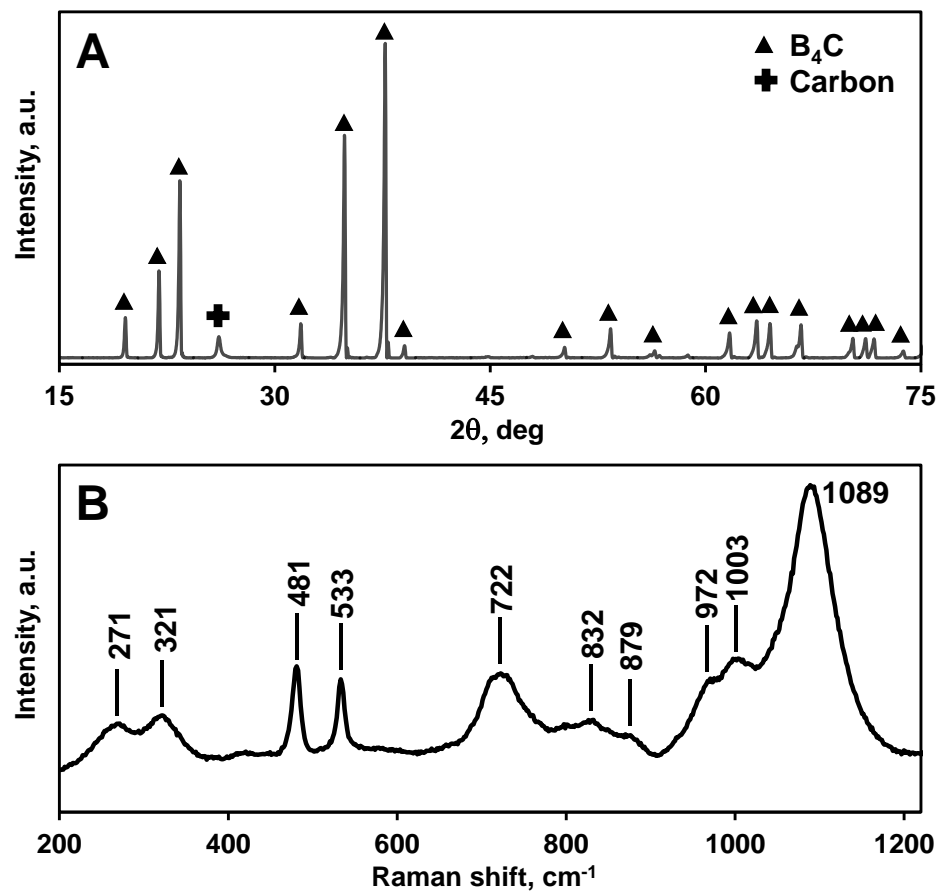 A
▲ B₄C
✚ Carbon
Intensity, a.u.
15 30 45 60 75
2θ, deg
B
271
321
481
533
722
832
879
972
1003
1089
Intensity, a.u.
200 400 600 800 1000 1200
Raman shift, cm⁻¹